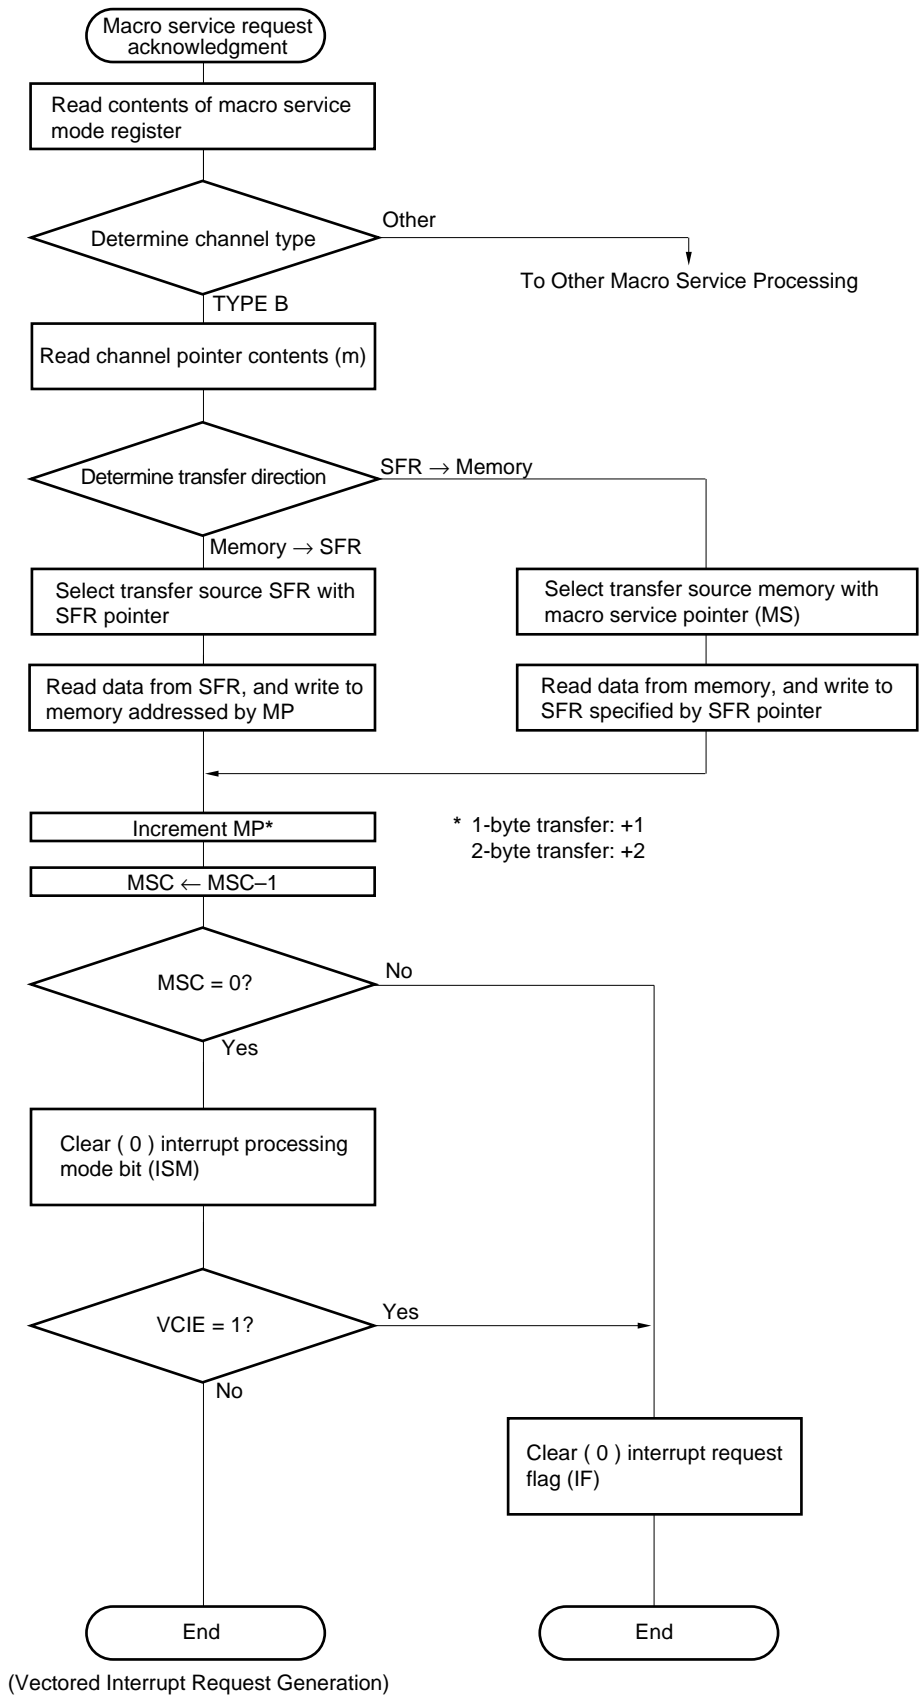 Macro service request
acknowledgment
Read contents of macro service
mode register
Determine channel type
Other
To Other Macro Service Processing
TYPE B
Read channel pointer contents (m)
Determine transfer direction
SFR → Memory
Memory → SFR
Select transfer source SFR with
SFR pointer
Select transfer source memory with
macro service pointer (MS)
Read data from SFR, and write to
memory addressed by MP
Read data from memory, and write to
SFR specified by SFR pointer
Increment MP*
* 1-byte transfer: +1
2-byte transfer: +2
MSC ← MSC–1
MSC = 0?
No
Yes
Clear ( 0 ) interrupt processing
mode bit (ISM)
VCIE = 1?
Yes
No
Clear ( 0 ) interrupt request
flag (IF)
End
End
(Vectored Interrupt Request Generation)